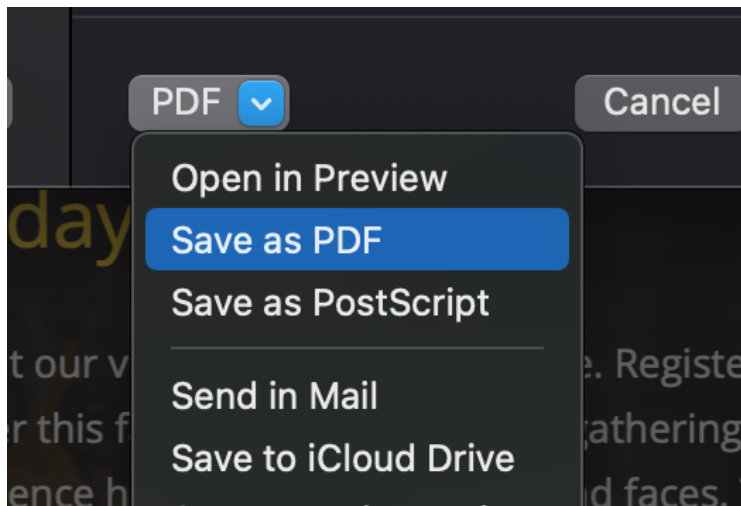 PDF
Cancel
Open in Preview
day
Save as PDF
Save as PostScript
t our v
e. Registe
Send in Mail
r this f
gathering
Save to iCloud Drive
ence h
d faces.